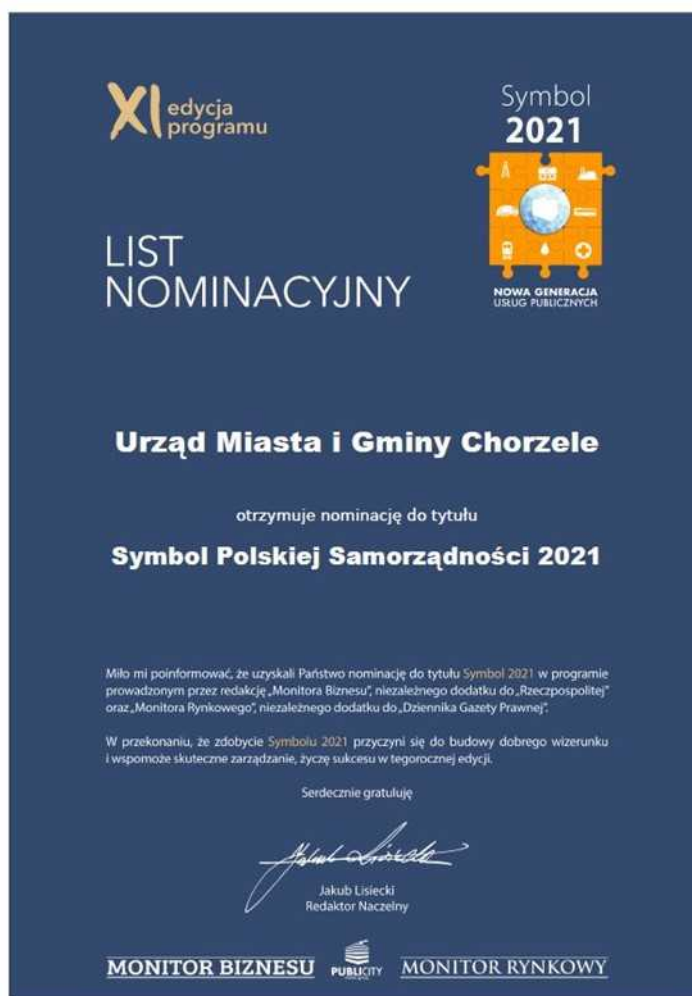 XI edycja
programu
Symbol
2021
NOWA GENERACJA
USŁUG PUBLICZNYCH
LIST
NOMINACYJNY
Urząd Miasta i Gminy Chorzele
otrzymuje nominację do tytułu
Symbol Polskiej Samorządności 2021
Miło mi poinformować, że uzyskali Państwo nominację do tytułu Symbol 2021 w programie
prowadzonym przez redakcję „Monitora Biznesu”, niezależnego dodatku do „Rzeczpospolitej”
oraz „Monitora Rynkowego”, niezależnego dodatku do „Dziennika Gazety Prawnej”.
W przekonaniu, że zdobycie Symbolu 2021 przyczyni się do budowy dobrego wizerunku
i wspomoże skuteczne zarządzanie, życzę sukcesu w tegorocznej edycji.
Serdecznie gratuluję
Jakub Lisiecki
Jakub Lisiecki
Redaktor Naczelny
MONITOR BIZNESU
PUBLICITY
MONITOR RYNKOWY